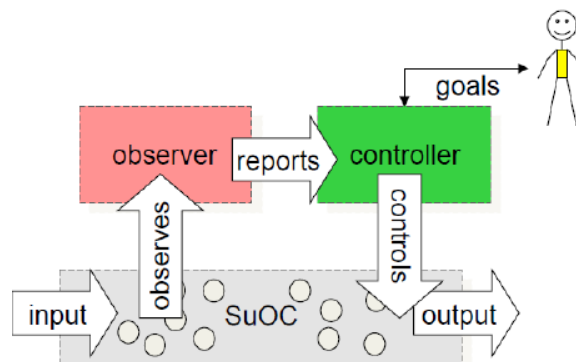 goals
observer
reports
controller
observes
controls
input
SuOC
output